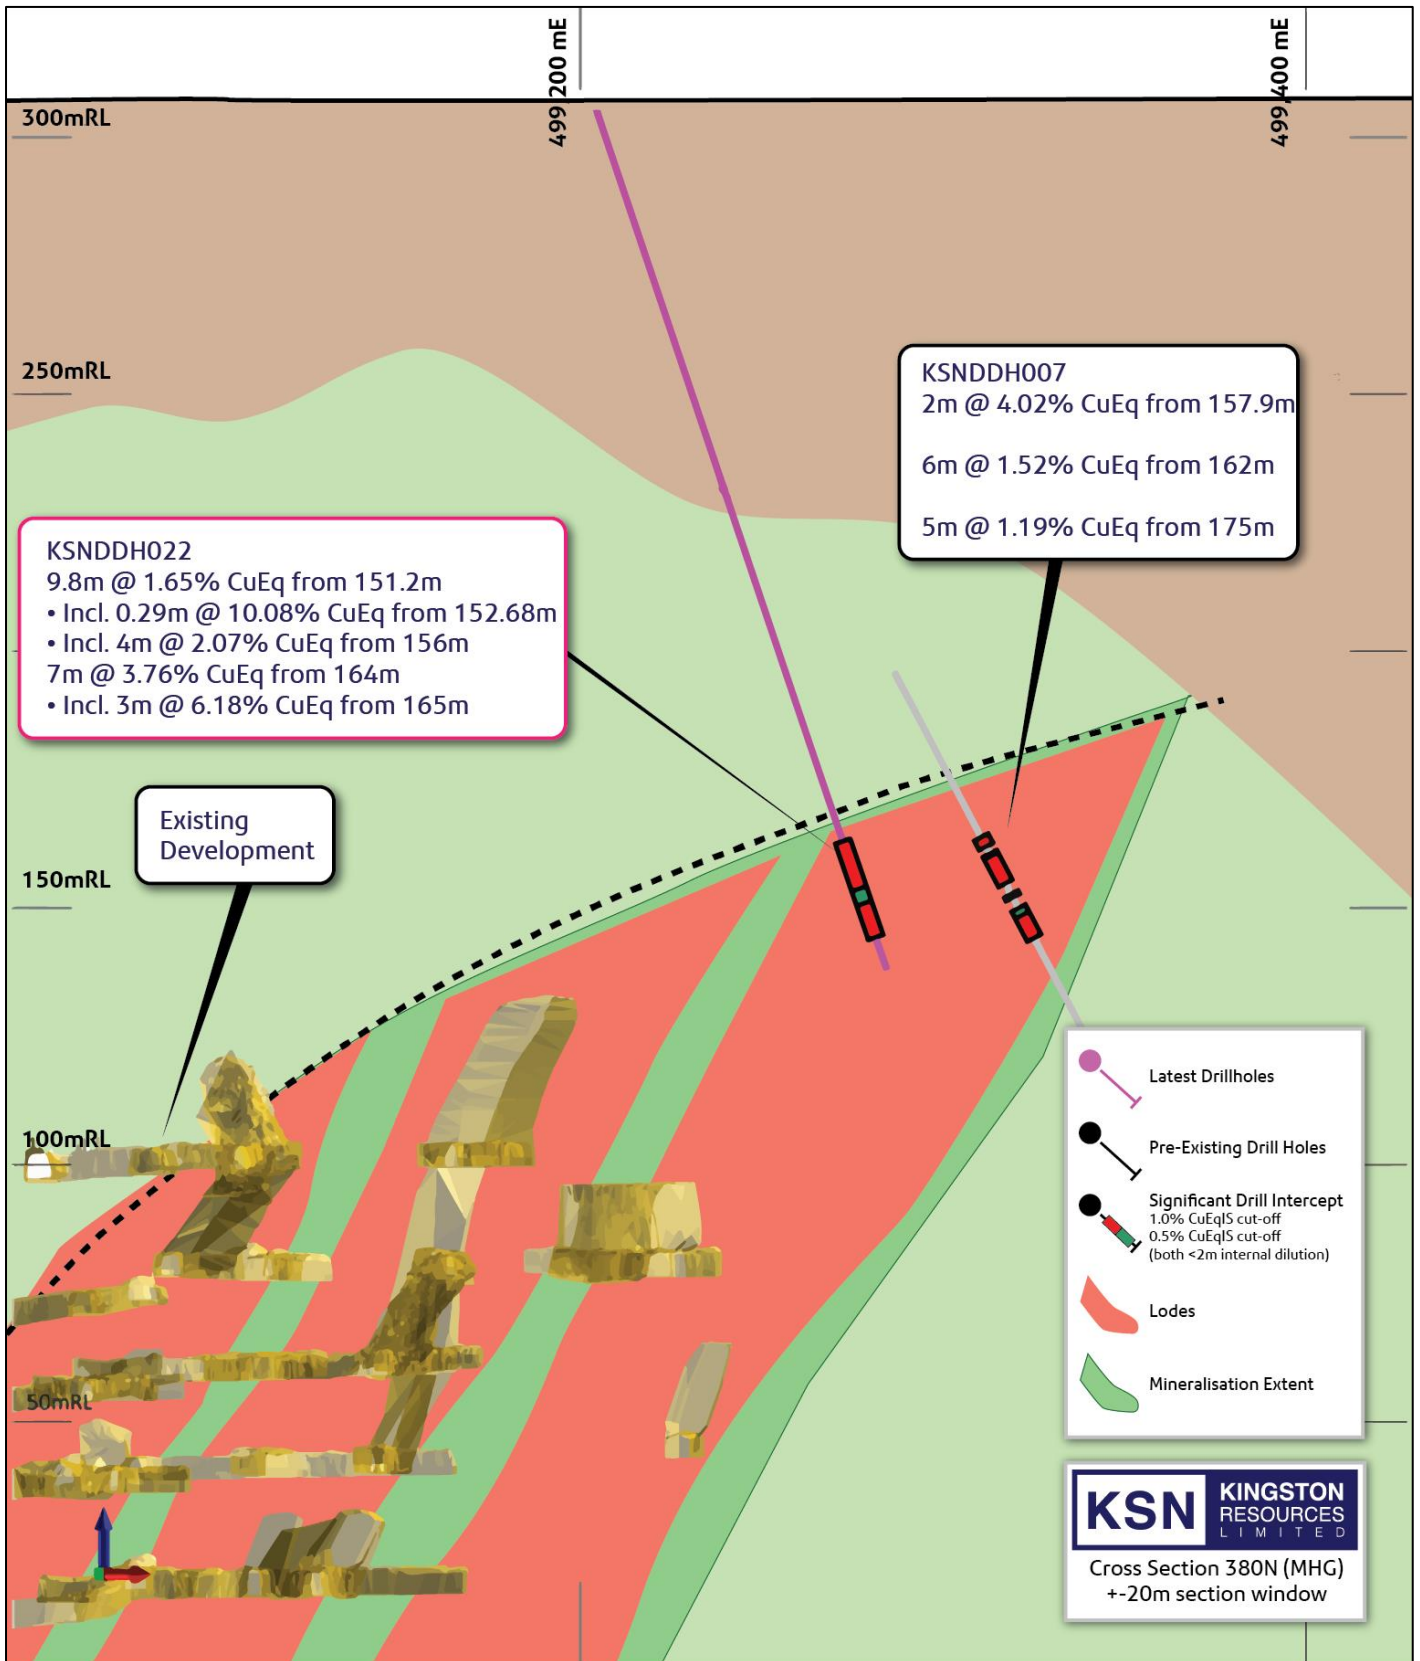 499,200 mE
499,400 mE
300mRL
250mRL
KSNDDH007
2m @ 4.02% CuEq from 157.9m
6m @ 1.52% CuEq from 162m
5m @ 1.19% CuEq from 175m
KSNDDH022
9.8m @ 1.65% CuEq from 151.2m
• Incl. 0.29m @ 10.08% CuEq from 152.68m
• Incl. 4m @ 2.07% CuEq from 156m
7m @ 3.76% CuEq from 164m
• Incl. 3m @ 6.18% CuEq from 165m
Existing
Development
150mRL
100mRL
50mRL
Latest Drillholes
Pre-Existing Drill Holes
Significant Drill Intercept
1.0% CuEqIS cut-off
0.5% CuEqIS cut-off
(both <2m internal dilution)
Lodes
Mineralisation Extent
KSN
KINGSTON
RESOURCES
LIMITED
Cross Section 380N (MHG)
+-20m section window